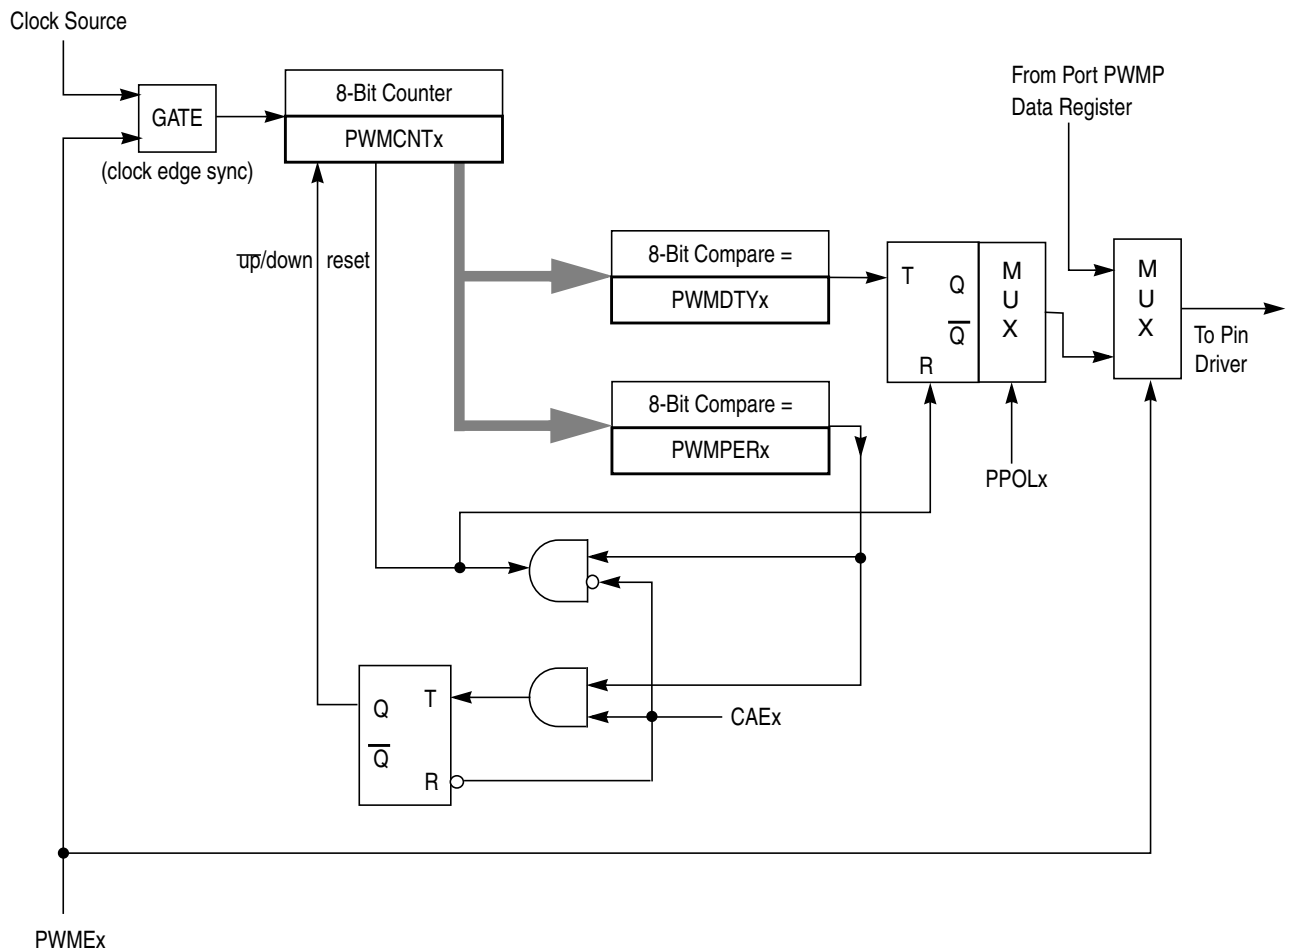 Clock Source
From Port PWMP
Data Register
8-Bit Counter
GATE
PWMCNTx
(clock edge sync)
up/down
reset
8-Bit Compare =
PWMDTYx
T
Q
Q
R
M
U
X
M
U
X
To Pin
Driver
8-Bit Compare =
PWMPERx
PPOLx
Q
T
Q
R
CAEx
PWMEx